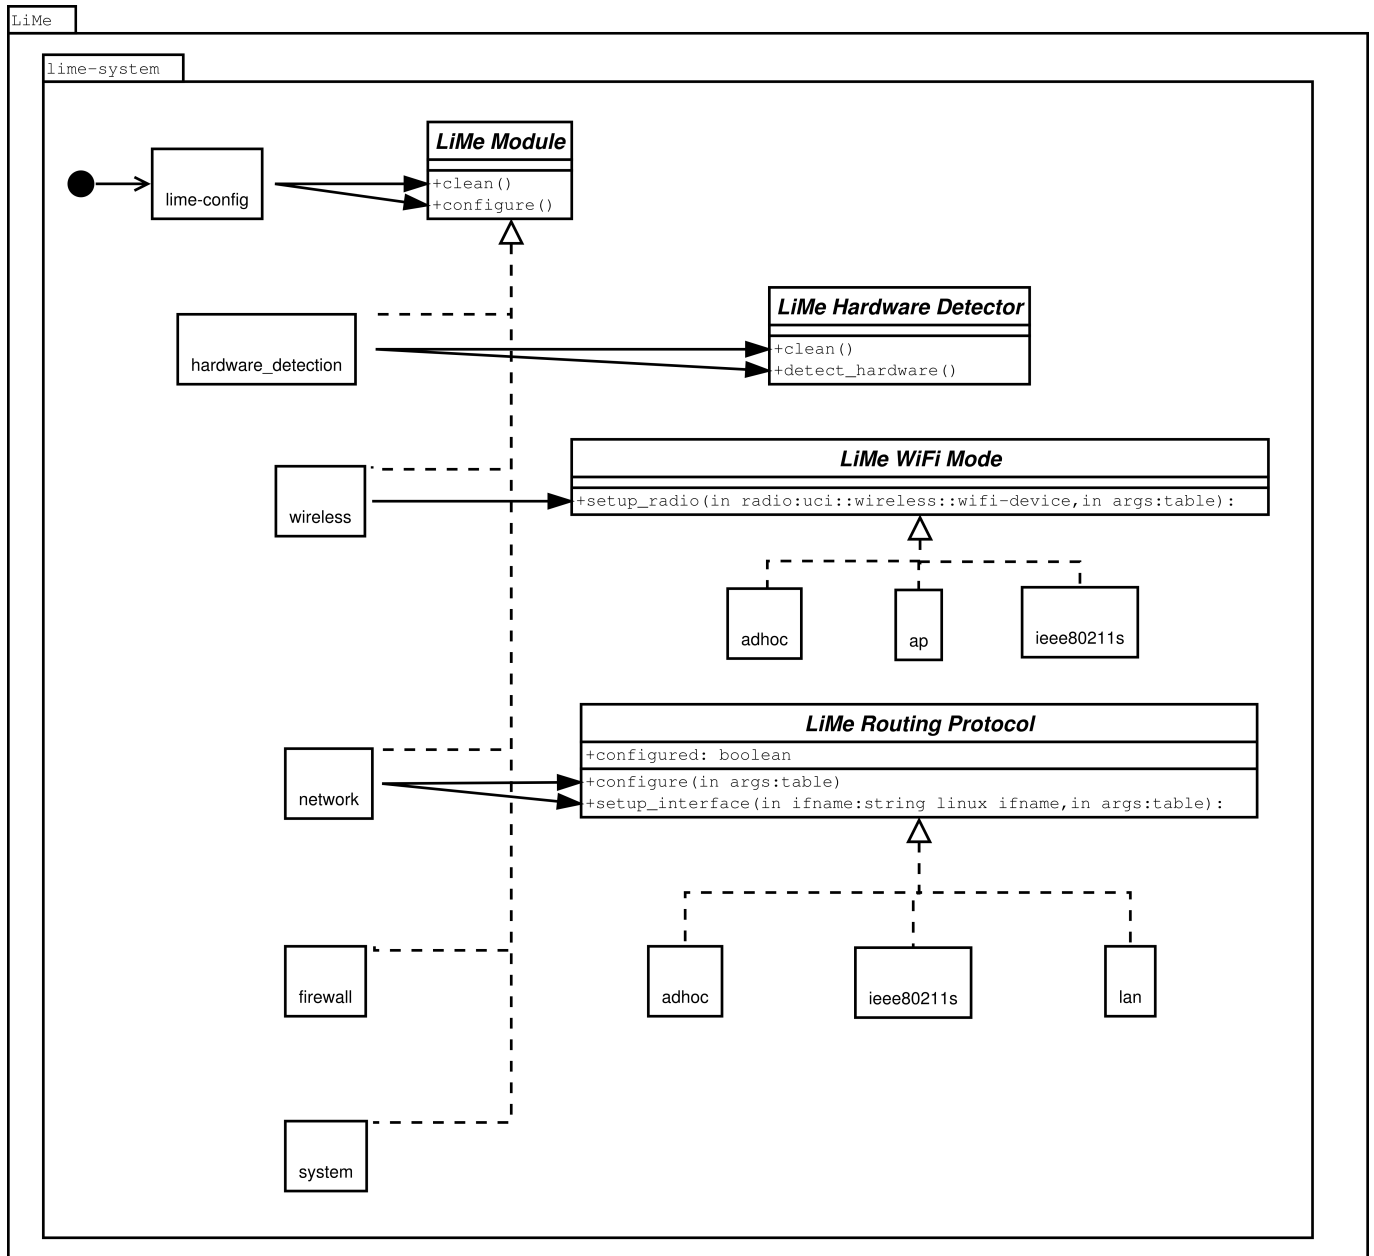 LiMe
lime-system
LiMe Module
lime-config
+clean()
+configure()
LiMe Hardware Detector
hardware_detection
+clean()
+detect_hardware()
LiMe WiFi Mode
wireless
+setup_radio(in radio:uci::wireless::wifi-device,in args:table):
adhoc
ap
ieee80211s
LiMe Routing Protocol
+configured: boolean
network
+configure(in args:table)
+setup_interface(in ifname:string linux ifname,in args:table):
firewall
adhoc
ieee80211s
lan
system